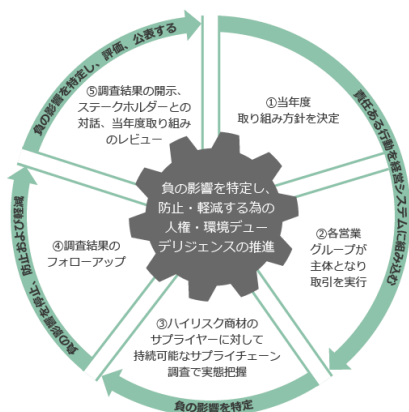 負の影響を特定し、評価、公表する
責任ある行動を経営システムに組み込む
①当年度
取り組み方針を決定
②各営業
グループが
主体となり
取引を実行
③ハイリスク商材の
サプライヤーに対して
持続可能なサプライチェーン
調査で実態把握
負の影響を特定
④調査結果の
フォローアップ
負の影響を停止、防止および軽減
⑤調査結果の開示、
ステークホルダーとの
対話、当年度取り組み
のレビュー
負の影響を特定し、
防止・軽減する為の
人権・環境デュー
デリジェンスの推進